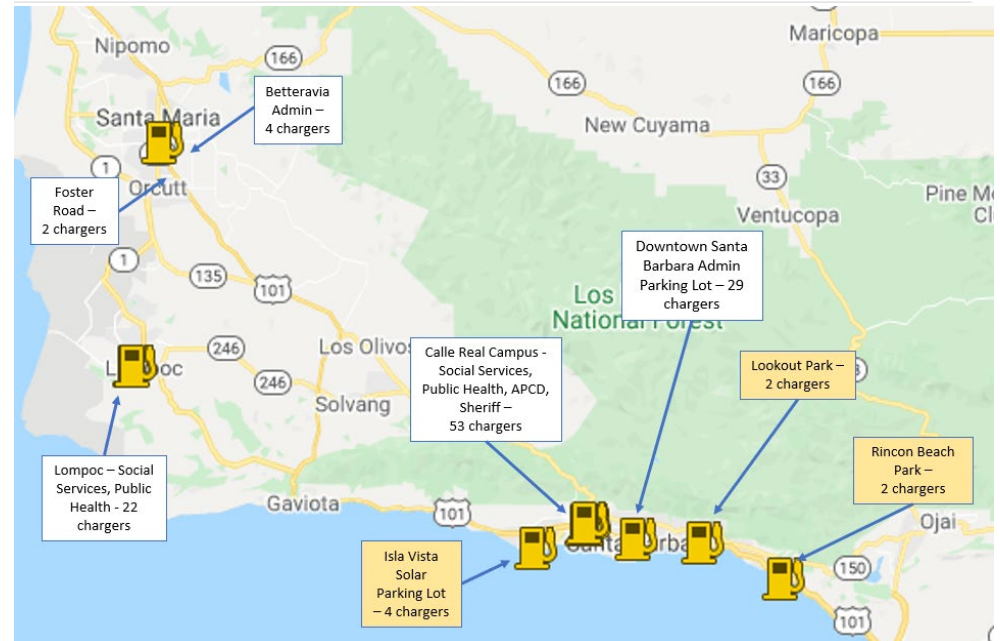 Maricopa
Nipomo
166
166
166
Betteravia
Admin –
4 chargers
Santa Maria
New Cuyama
1
33
Foster
Road –
2 chargers
Orcutt
Pine
Ventucopa
Downtown Santa
Barbara Admin
Parking Lot – 29
chargers
1
135
101
Los
National Forest
246
Los Olivos
Calle Real Campus -
Social Services,
Public Health, APCD,
Sheriff –
53 chargers
Lookout Park –
2 chargers
246
Solvang
Rincon Beach
Park –
2 chargers
Lompoc – Social
Services, Public
Health - 22
chargers
Gaviota
101
Ojai
Isla Vista
Solar
Parking Lot
– 4 chargers
150
101